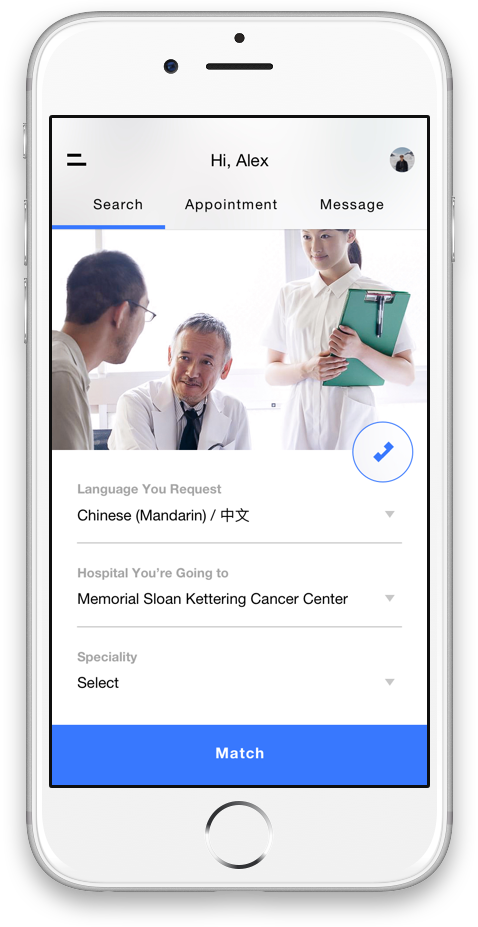 Hi, Alex
Search Appointment Message
Language You Request
Chinese (Mandarin) / 中文
Hospital You're Going to
Memorial Sloan Kettering Cancer Center
Speciality
Select
Match